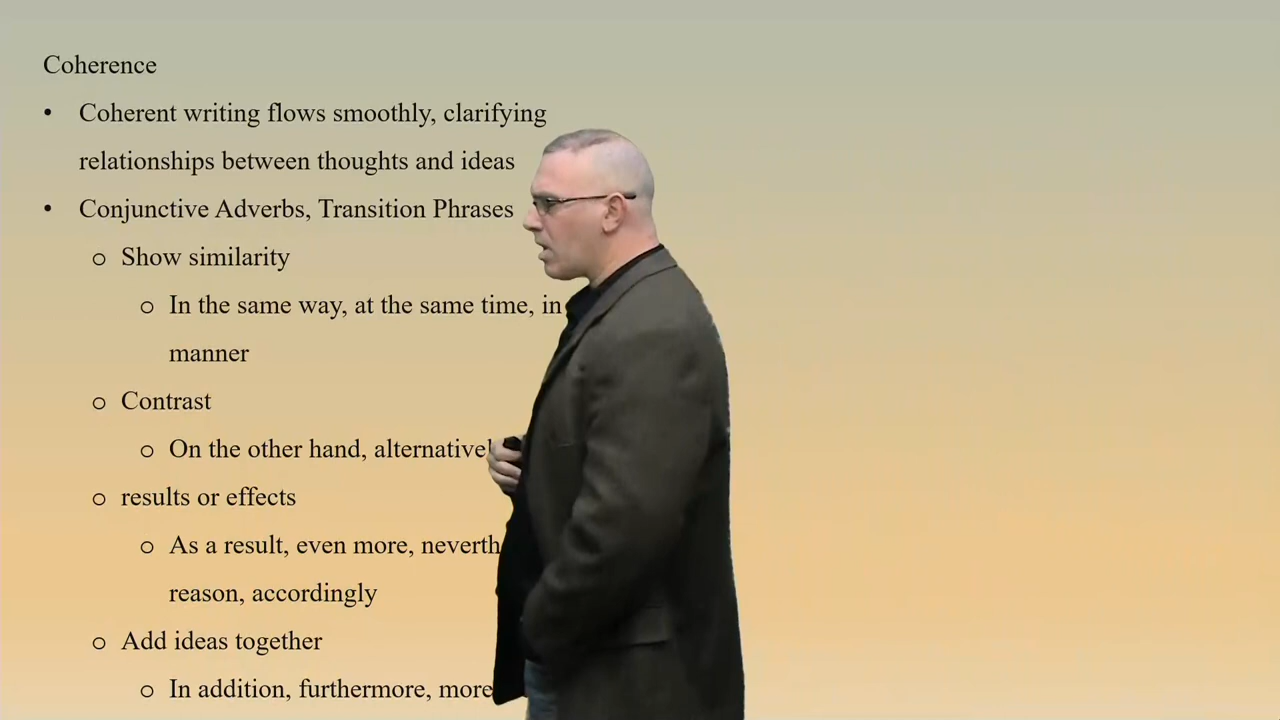 Coherence
• Coherent writing flows smoothly, clarifying
relationships between thoughts and ideas
• Conjunctive Adverbs, Transition Phrases
o Show similarity
o In the same way, at the same time, in
manner
o Contrast
o On the other hand,
o results or effects
o As a result, even more,
reason, accordingly
o Add ideas together
o In addition, furthermore,